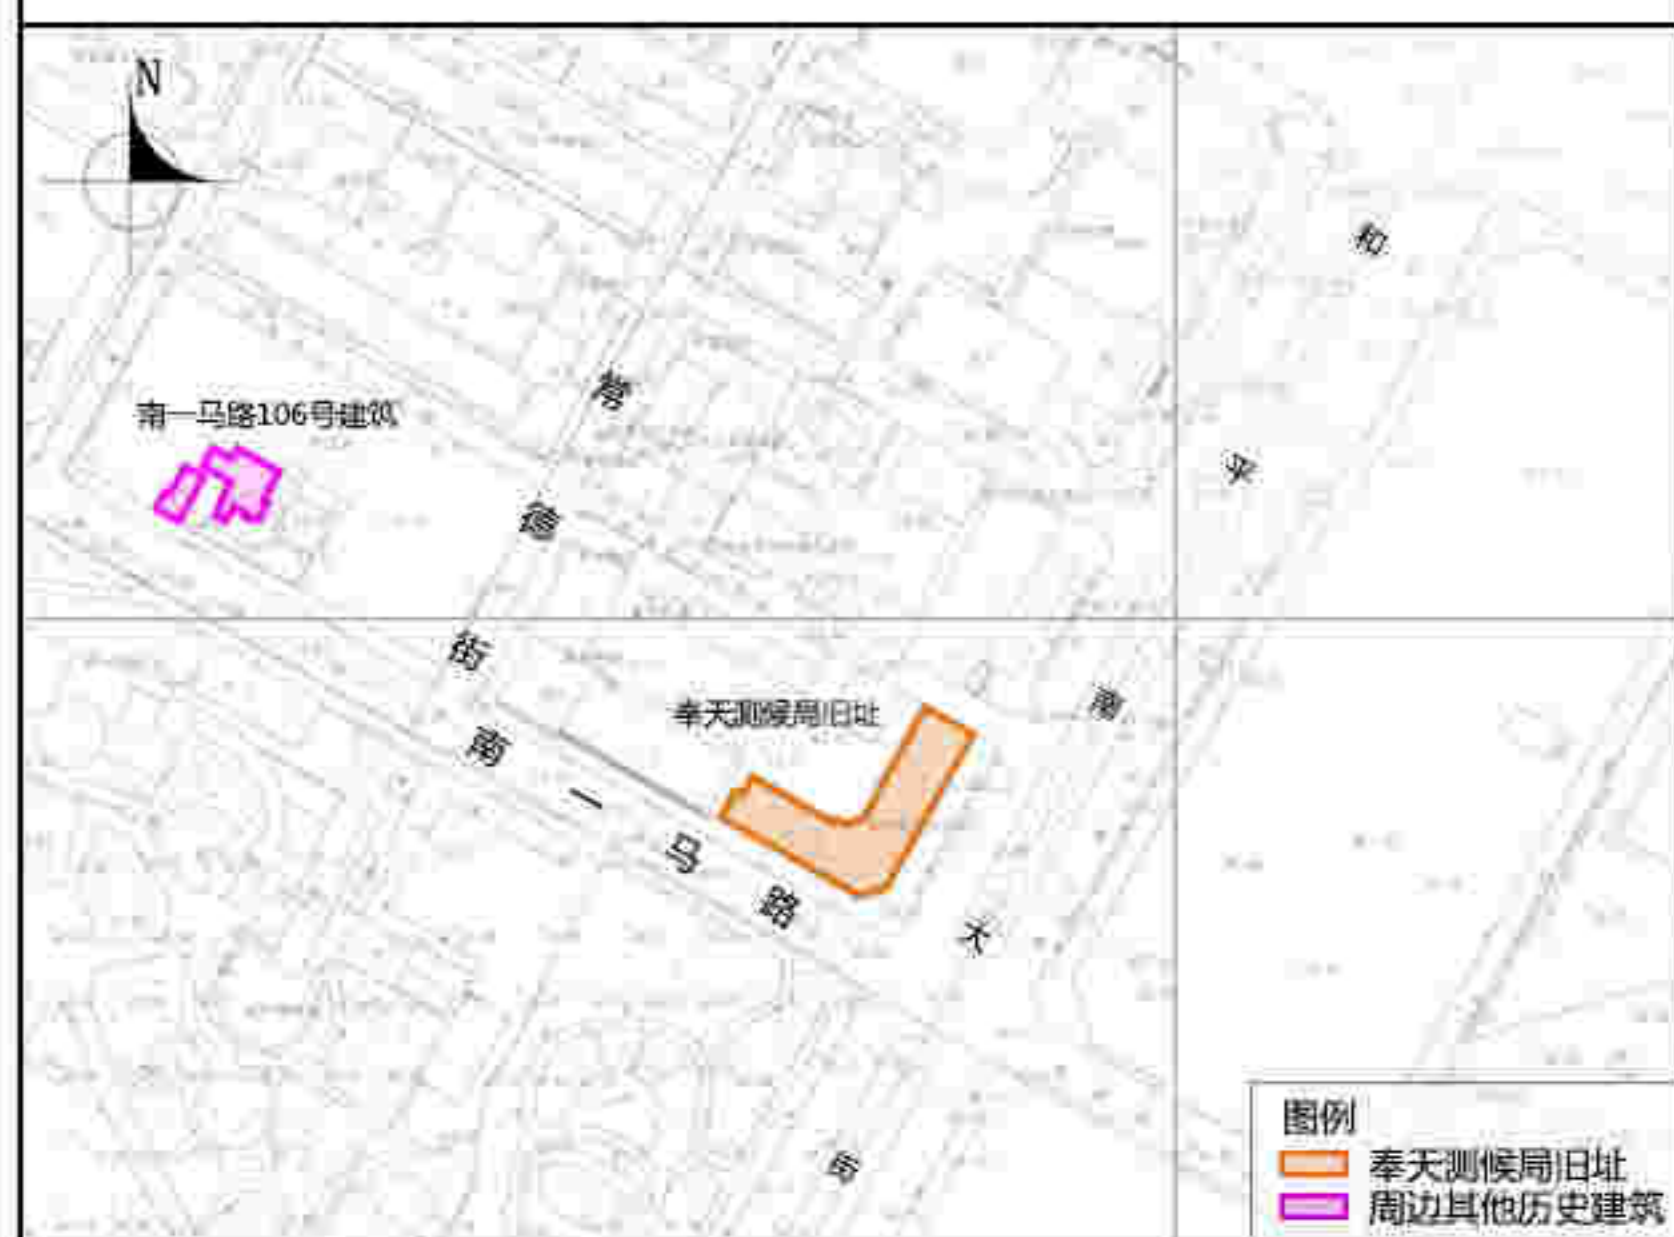 N
和
常
南一马路106号建筑
平
德
街
南一马路
奉天测候局旧址
南
大
街
图例
奉天测候局旧址
周边其他历史建筑